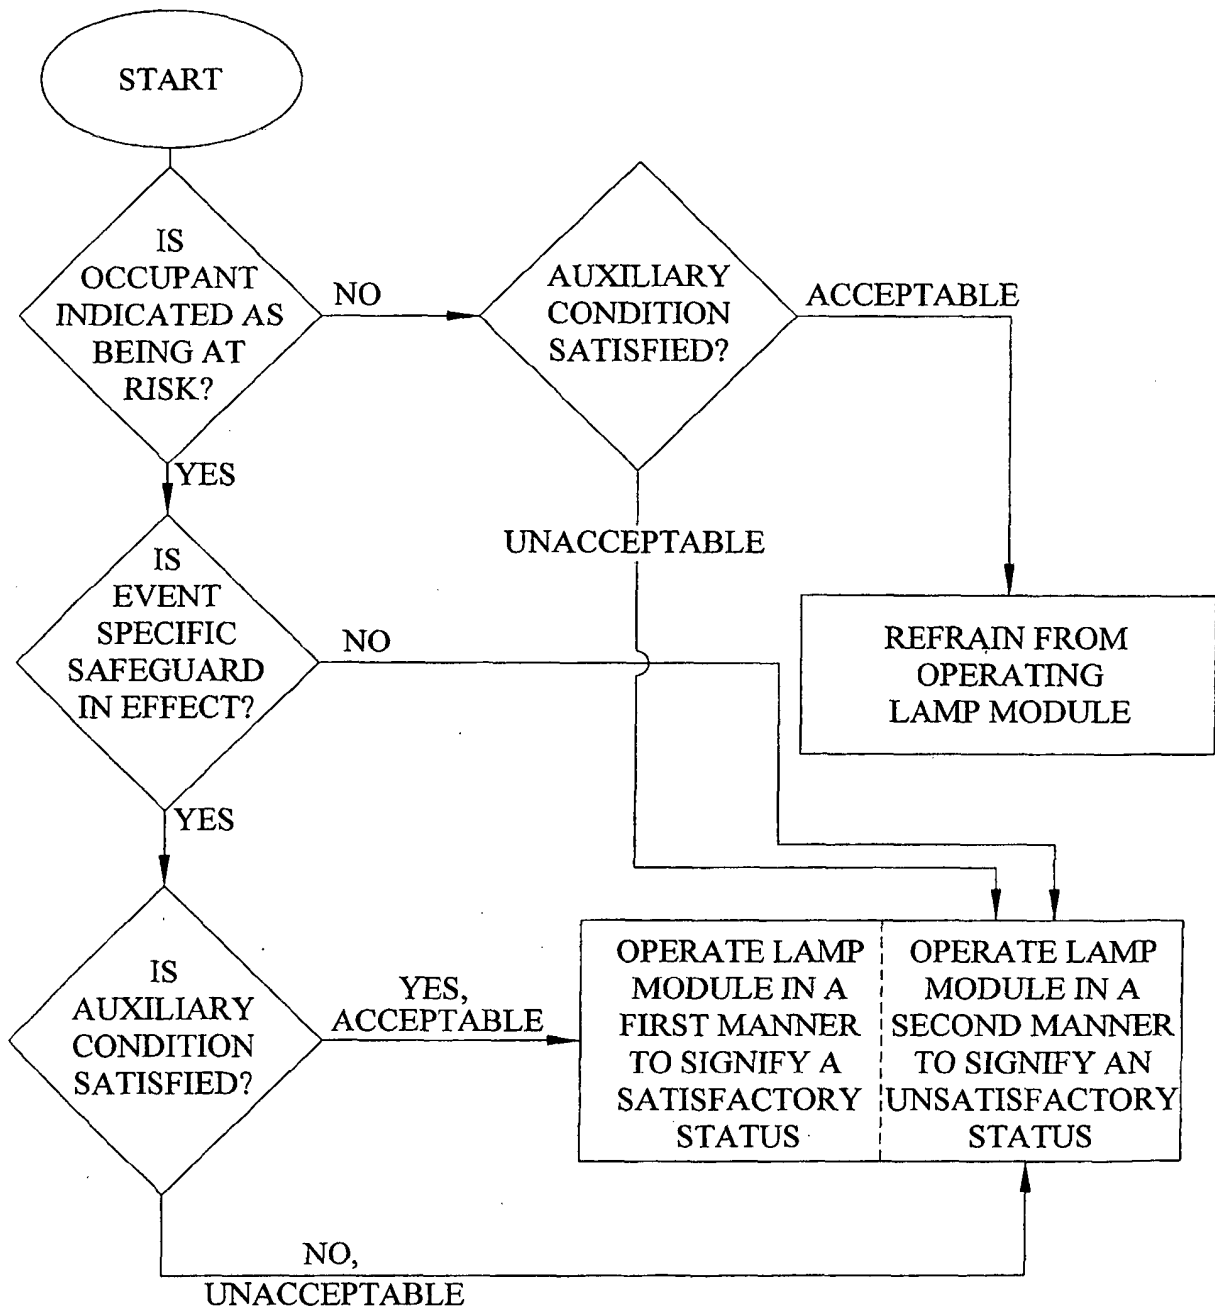 START
IS
OCCUPANT
INDICATED AS
BEING AT
RISK?
NO
AUXILIARY
CONDITION
SATISFIED?
ACCEPTABLE
YES
UNACCEPTABLE
IS
EVENT
SPECIFIC
SAFEGUARD
IN EFFECT?
NO
REFRAIN FROM
OPERATING
LAMP MODULE
YES
IS
AUXILIARY
CONDITION
SATISFIED?
YES,
ACCEPTABLE
OPERATE LAMP
MODULE IN A
FIRST MANNER
TO SIGNIFY A
SATISFACTORY
STATUS
OPERATE LAMP
MODULE IN A
SECOND MANNER
TO SIGNIFY AN
UNSATISFACTORY
STATUS
NO,
UNACCEPTABLE